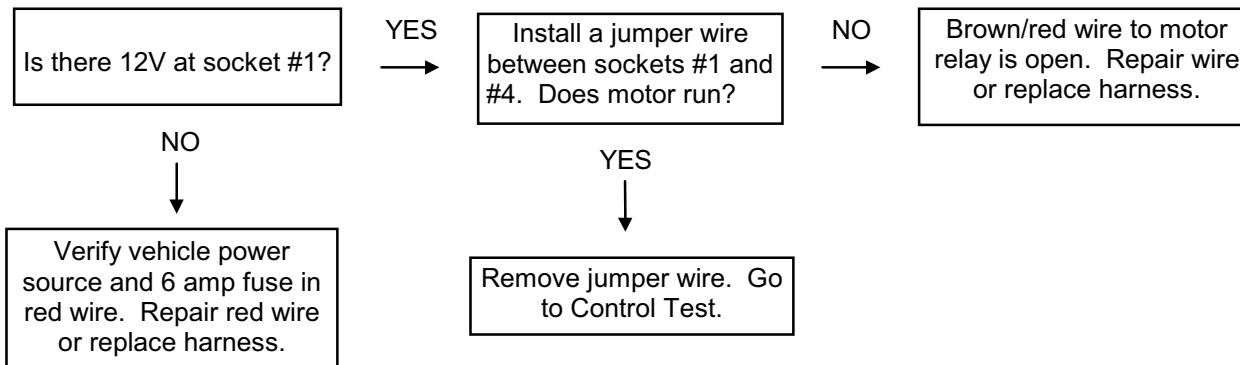 Is there 12V at socket #1?
YES
Install a jumper wire
between sockets #1 and
#4. Does motor run?
NO
Brown/red wire to motor
relay is open. Repair wire
or replace harness.
NO
YES
Verify vehicle power
source and 6 amp fuse in
red wire. Repair red wire
or replace harness.
Remove jumper wire. Go
to Control Test.